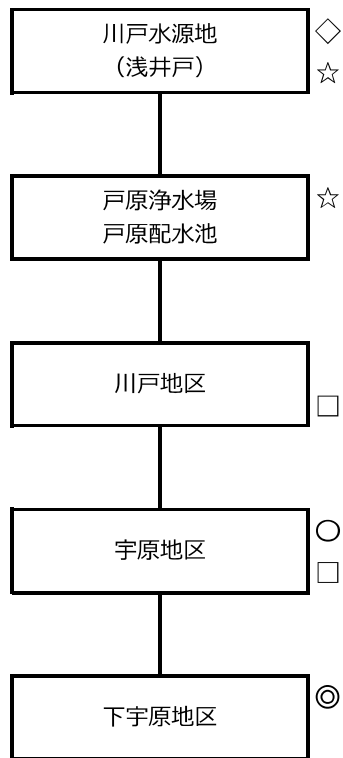 川戸水源地 ◇
（浅井戸） ☆
戸原浄水場 ☆
戸原配水池
川戸地区
□
宇原地区 ○
□
下宇原地区 ◎